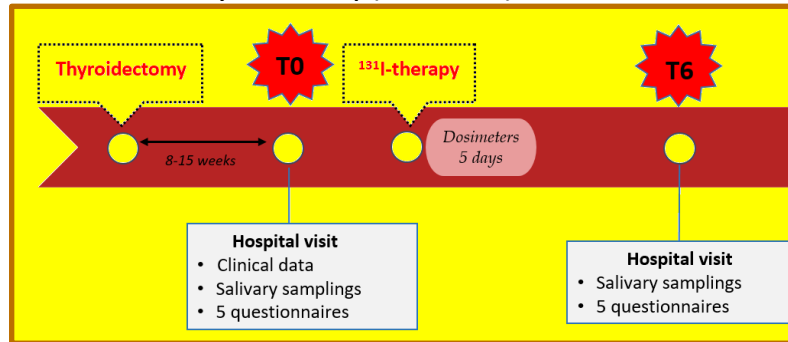 Thyroidectomy
T0
¹³¹I-therapy
T6
8-15 weeks
Dosimeters
5 days
Hospital visit
• Clinical data
• Salivary samplings
• 5 questionnaires
Hospital visit
• Salivary samplings
• 5 questionnaires